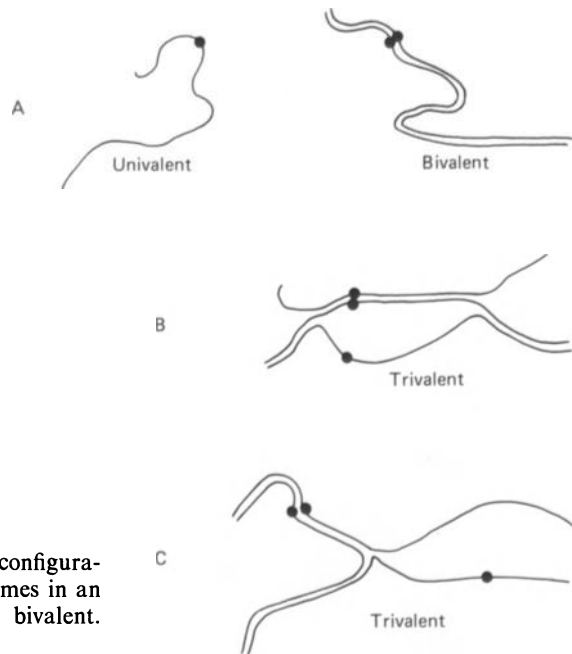 A
Univalent
Bivalent
B
Trivalent
configura-
mes in an
bivalent.
C
Trivalent